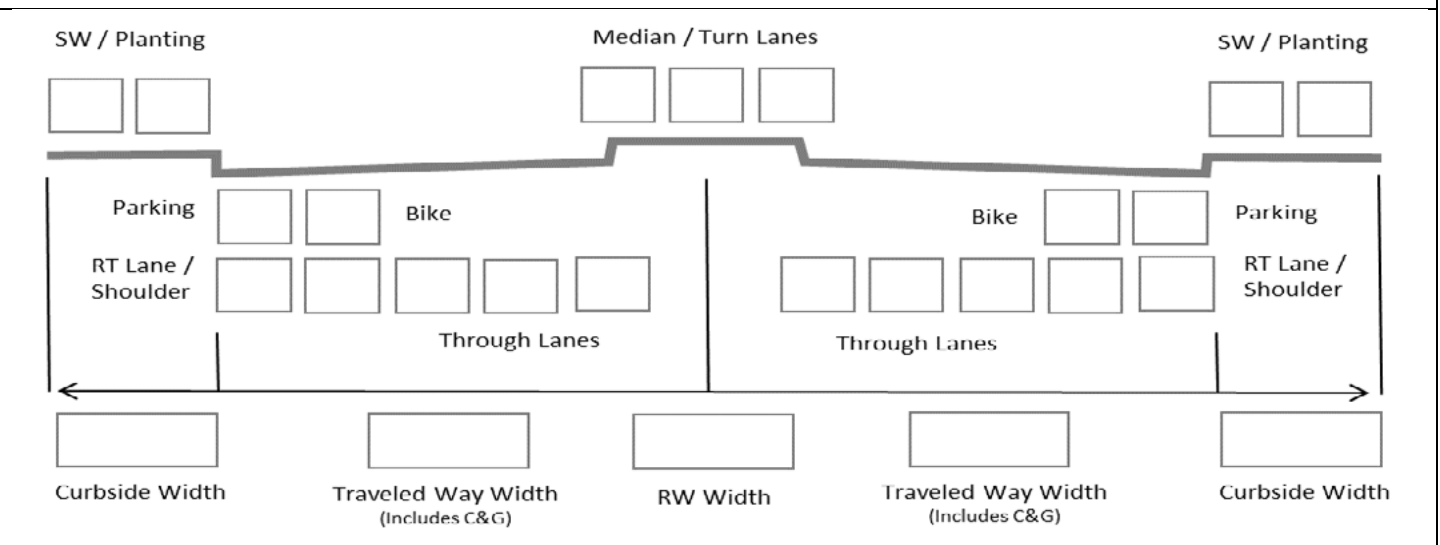 SW / Planting
Median / Turn Lanes
SW / Planting
Parking
Bike
Bike
Parking
RT Lane /
Shoulder
RT Lane /
Shoulder
Through Lanes
Through Lanes
Curbside Width
Traveled Way Width
(Includes C&G)
RW Width
Traveled Way Width
(Includes C&G)
Curbside Width